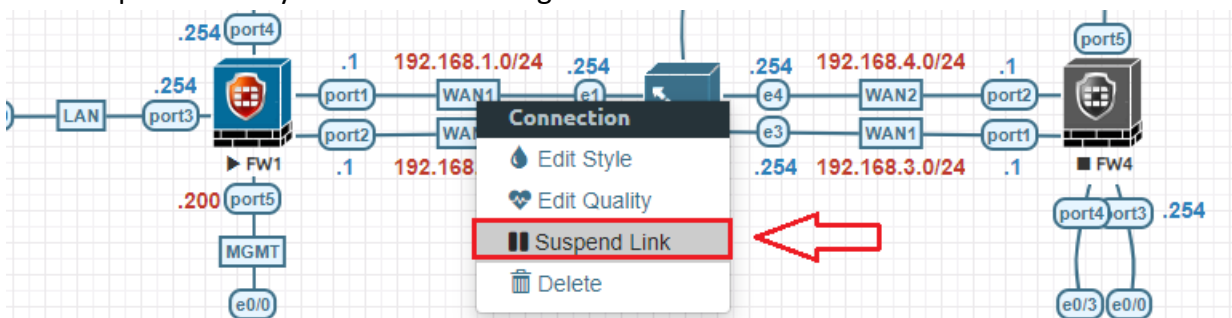 .254 port4
port5
.1 192.168.1.0/24 .254
.254 192.168.4.0/24 .1
.254
LAN port3
port1 WAN1 e1
e4 WAN2 port2
Connection
port2
e3 WAN1 port1
FW1
.1
Edit Style
.254 192.168.3.0/24 .1
FW4
.200 port5
Edit Quality
port4 port3 .254
Suspend Link
MGMT
Delete
e0/0
e0/3 e0/0